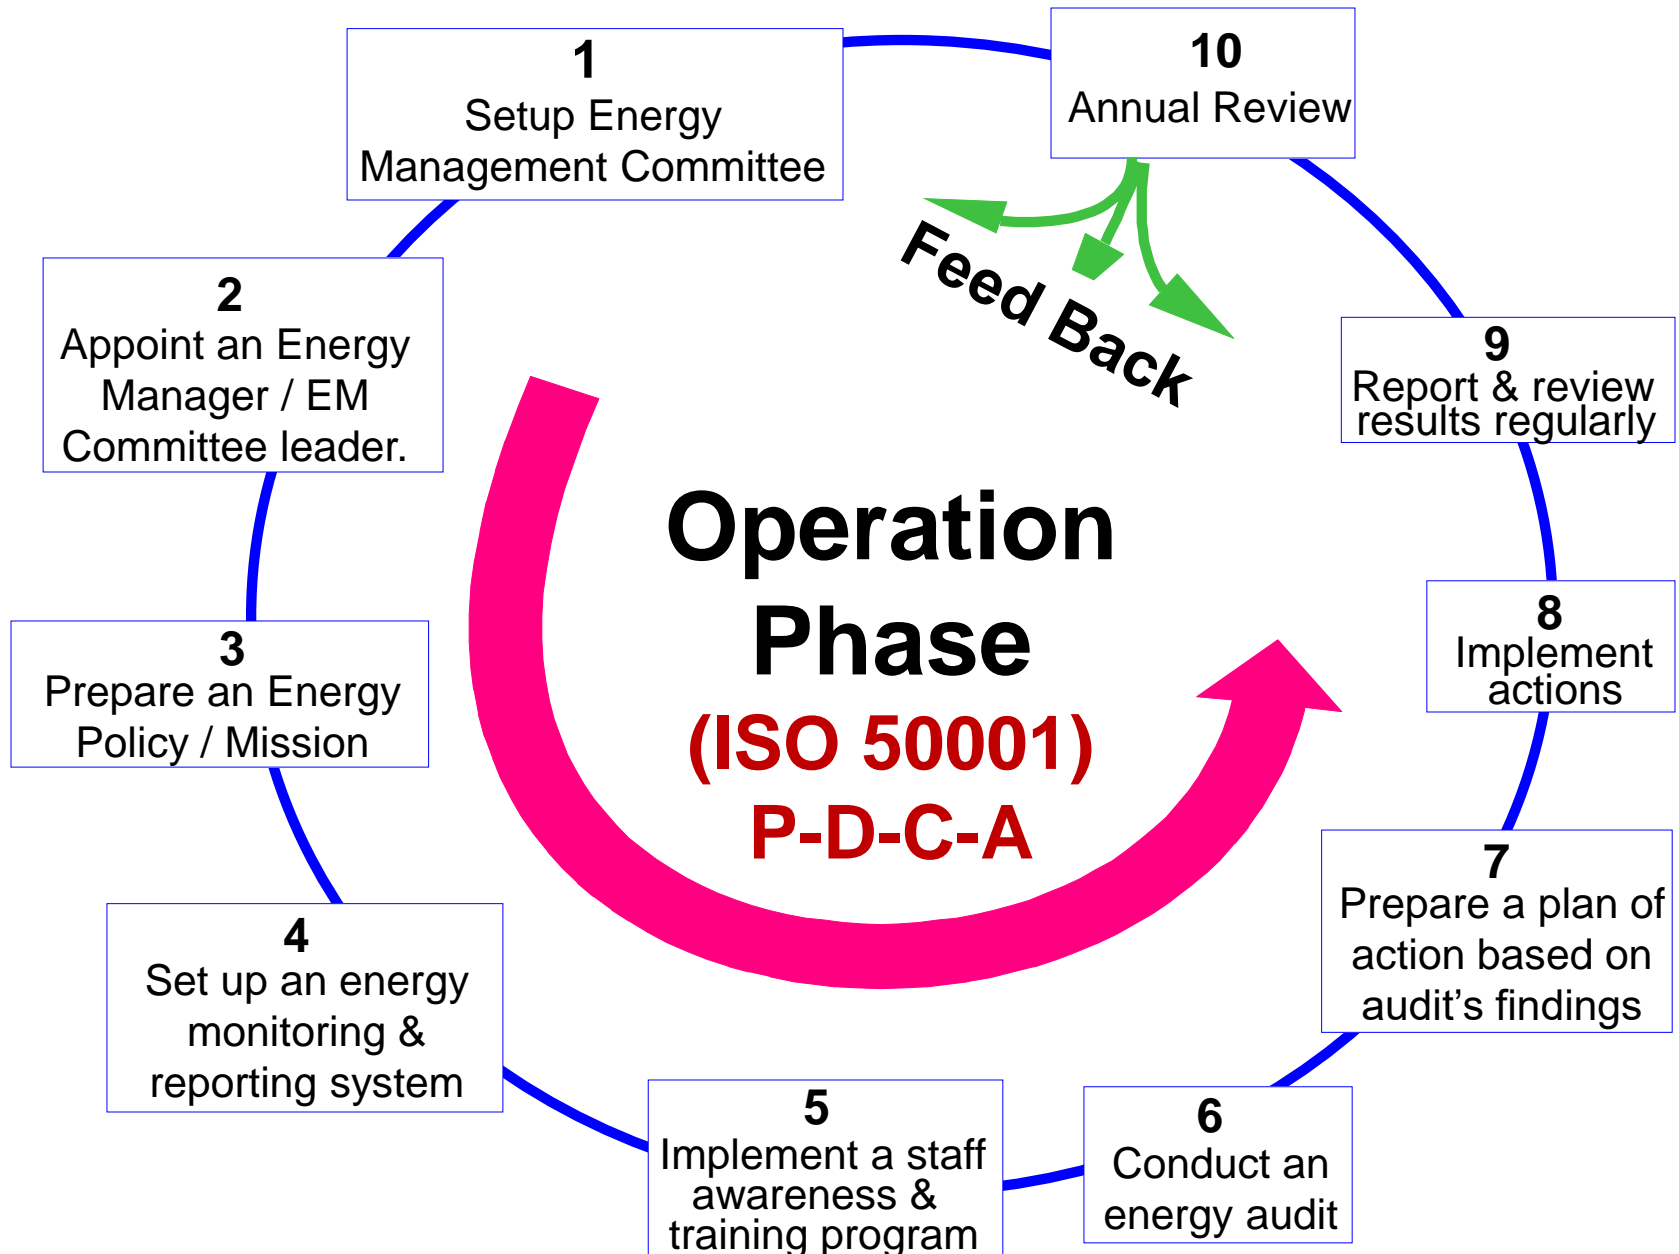 1
Setup Energy
Management Committee
10
Annual Review
Feed Back
2
Appoint an Energy
Manager / EM
Committee leader.
9
Report & review
results regularly
Operation
Phase
(ISO 50001)
P-D-C-A
3
Prepare an Energy
Policy / Mission
8
Implement
actions
4
Set up an energy
monitoring &
reporting system
7
Prepare a plan of
action based on
audit’s findings
5
Implement a staff
awareness &
training program
6
Conduct an
energy audit